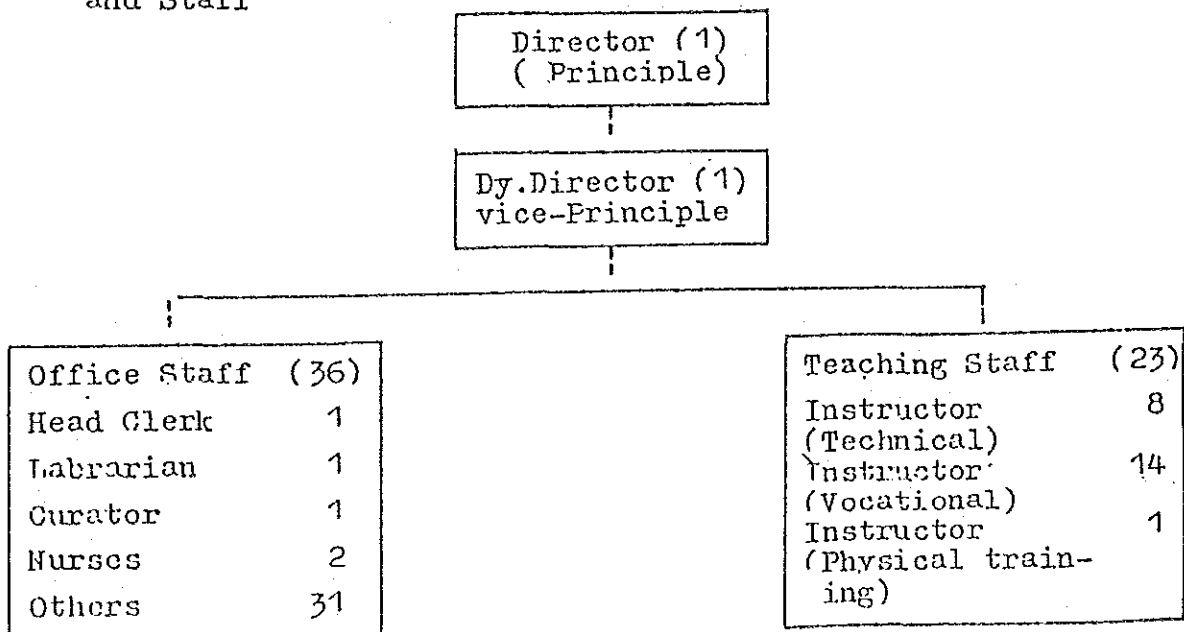 and Staff
Director (1)
( Principle)
Dy.Director (1)
vice-Principle
Office Staff (36)
Head Clerk 1
Labrarian 1
Curator 1
Nurses 2
Others 31
Teaching Staff (23)
Instructor 8
(Technical)
Instructor 14
(Vocational)
Instructor 1
(Physical train-
ing)